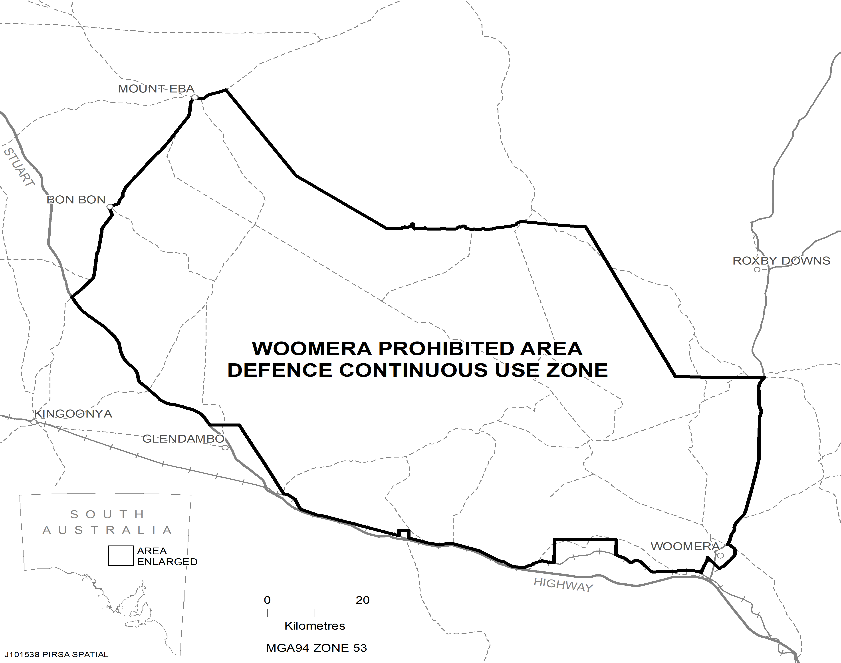 MOUNT-EBA
STUART
BON BON
ROXBY DOWNS
WOOMERA PROHIBITED AREA
DEFENCE CONTINUOUS USE ZONE
KINGOONYA
GLENDAMBO
SOUTH
AUSTRALIA
AREA
ENLARGED
WOOMERA
HIGHWAY
0 20
Kilometres
MGA94 ZONE 53
J101538 PIRSA SPATIAL